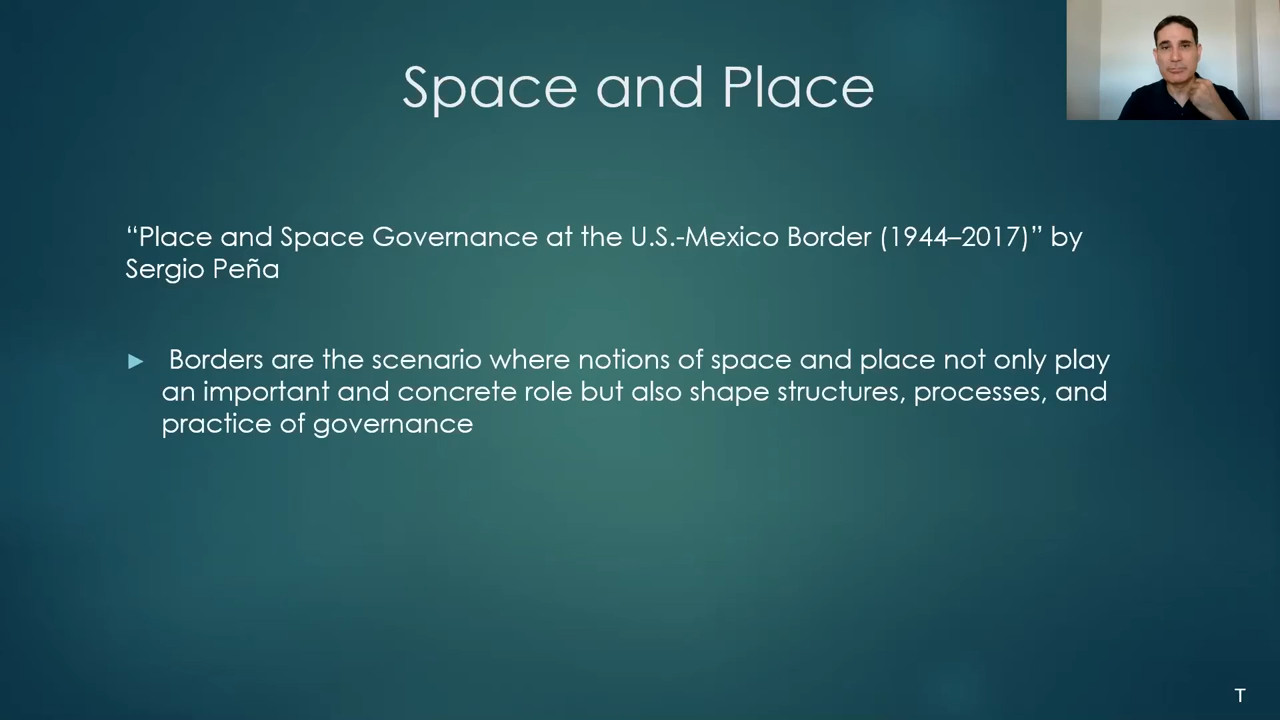 Space and Place
“Place and Space Governance at the U.S.-Mexico Border (1944–2017)” by
Sergio Peña
Borders are the scenario where notions of space and place not only play
an important and concrete role but also shape structures, processes, and
practice of governance
T